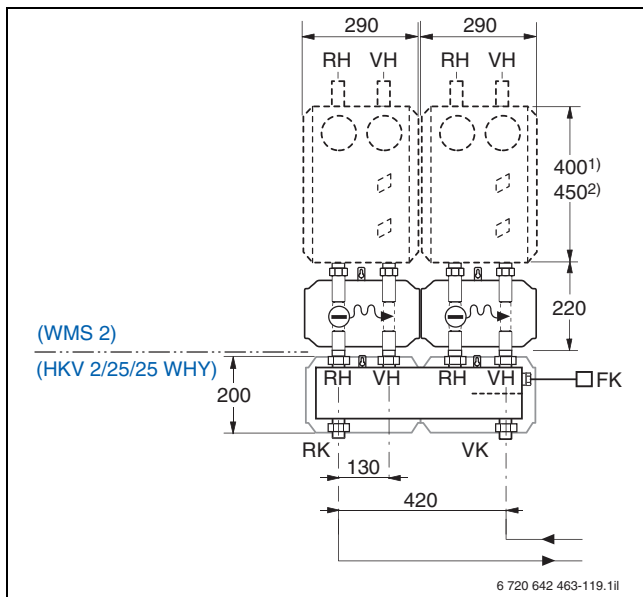 290 290
RH VH RH VH
400¹⁾
450²⁾
220
(WMS 2)
(HKV 2/25/25 WHY)
RH VH RH VH
FK
200
RK VK
130
420
6 720 642 463-119.1il